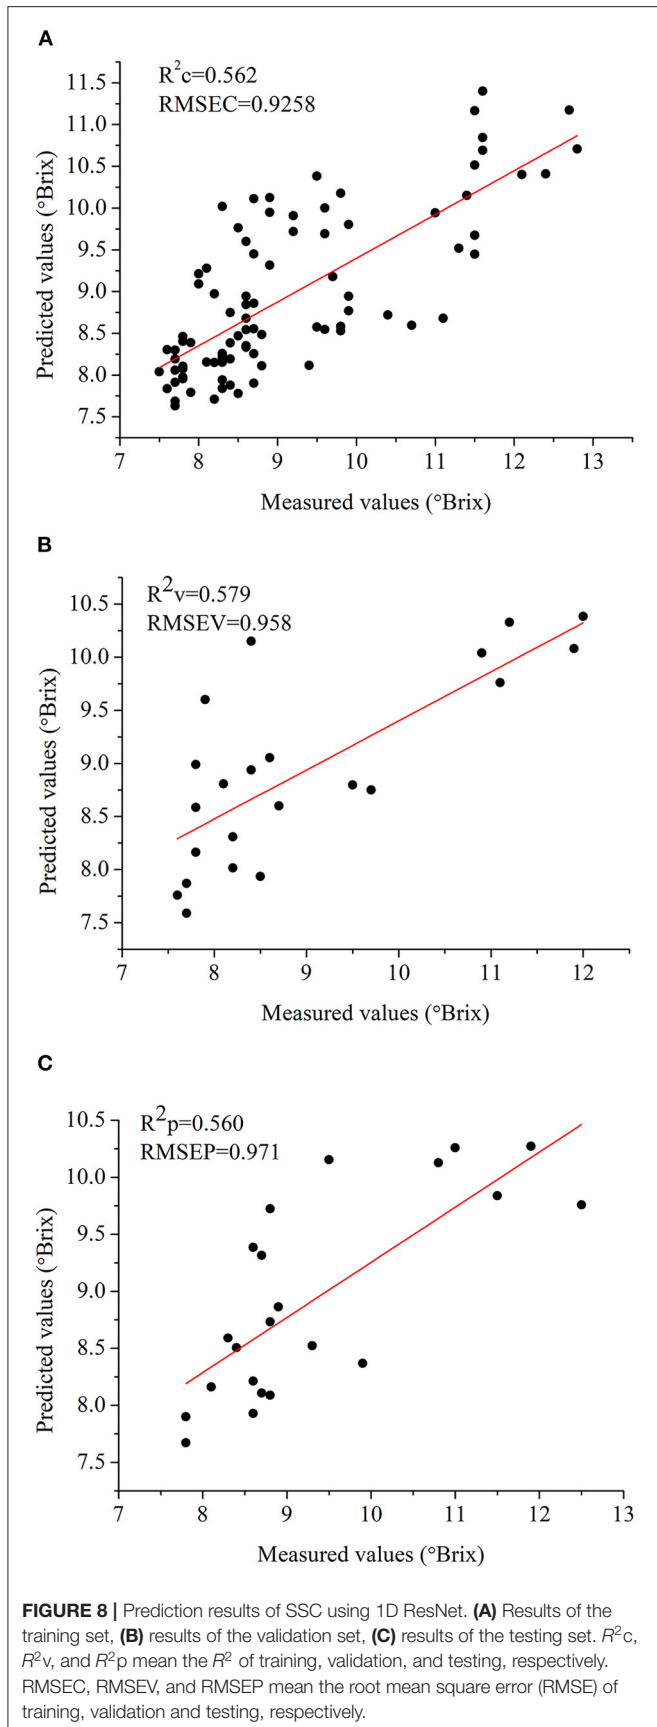 A
R²c=0.562
RMSEC=0.9258
11.5
11.0
10.5
10.0
9.5
9.0
8.5
8.0
7.5
Predicted values (°Brix)
7 8 9 10 11 12 13
Measured values (°Brix)
B
R²v=0.579
RMSEV=0.958
10.5
10.0
9.5
9.0
8.5
8.0
7.5
Predicted values (°Brix)
7 8 9 10 11 12
Measured values (°Brix)
C
R²p=0.560
RMSEP=0.971
10.5
10.0
9.5
9.0
8.5
8.0
7.5
Predicted values (°Brix)
7 8 9 10 11 12 13
Measured values (°Brix)
FIGURE 8 | Prediction results of SSC using 1D ResNet. (A) Results of the
training set, (B) results of the validation set, (C) results of the testing set. R²c,
R²v, and R²p mean the R² of training, validation, and testing, respectively.
RMSEC, RMSEV, and RMSEP mean the root mean square error (RMSE) of
training, validation and testing, respectively.